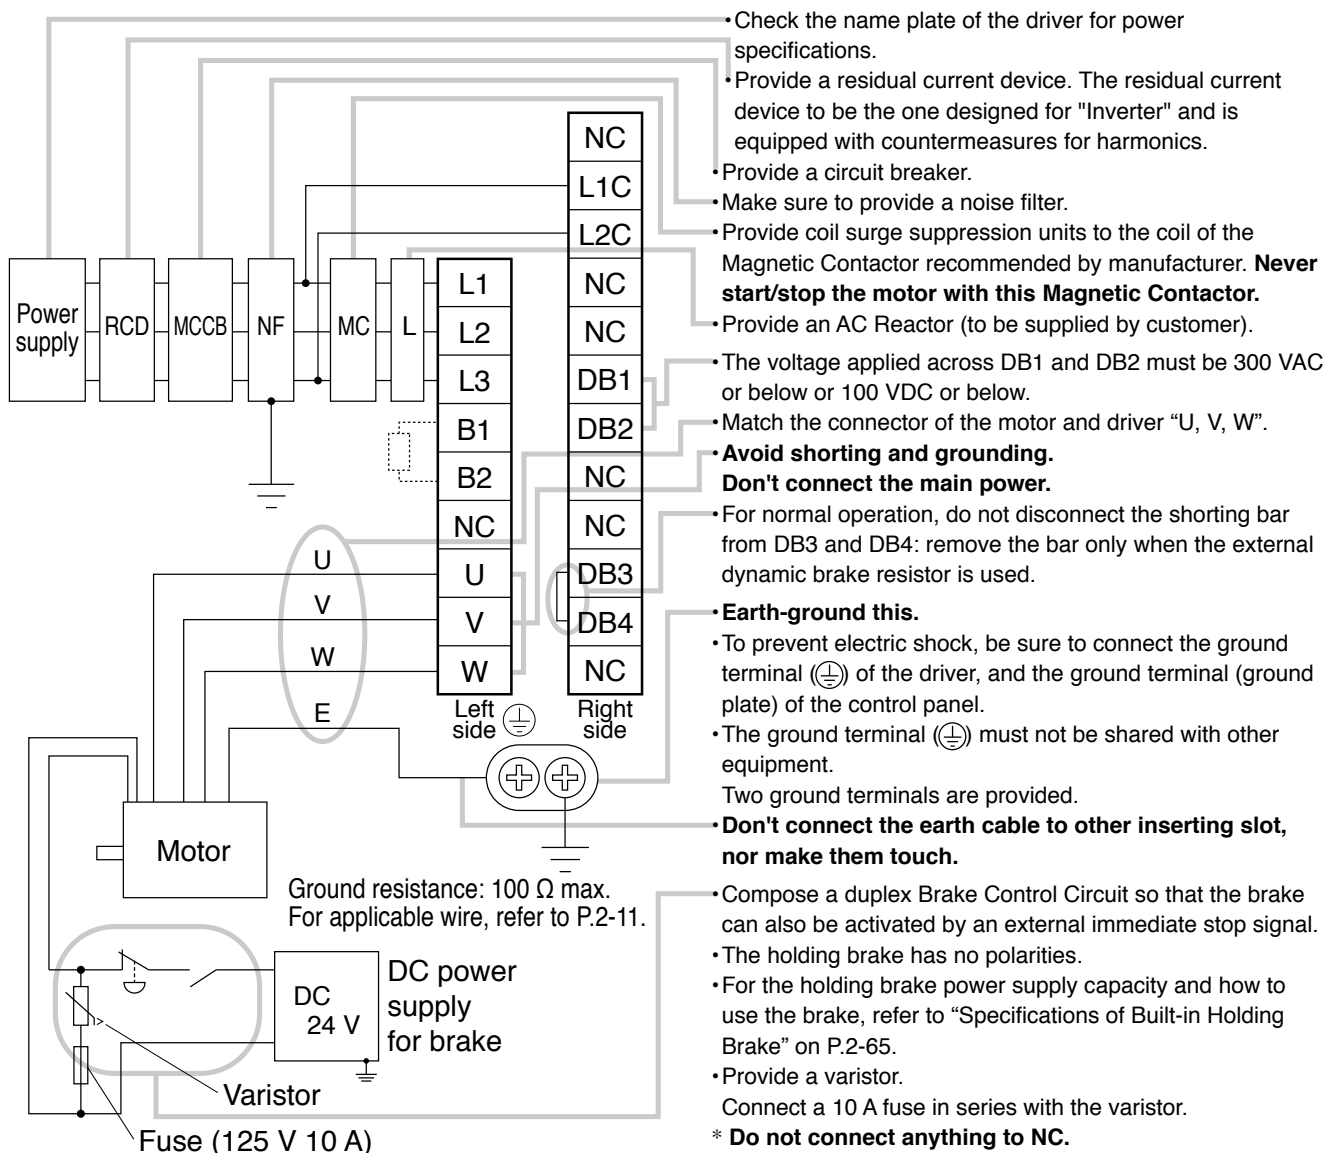 ·Check the name plate of the driver for power
specifications.
·Provide a residual current device. The residual current
device to be the one designed for "Inverter" and is
equipped with countermeasures for harmonics.
·Provide a circuit breaker.
·Make sure to provide a noise filter.
·Provide coil surge suppression units to the coil of the
Magnetic Contactor recommended by manufacturer. Never
start/stop the motor with this Magnetic Contactor.
·Provide an AC Reactor (to be supplied by customer).
·The voltage applied across DB1 and DB2 must be 300 VAC
or below or 100 VDC or below.
·Match the connector of the motor and driver “U, V, W”.
·Avoid shorting and grounding.
Don't connect the main power.
·For normal operation, do not disconnect the shorting bar
from DB3 and DB4: remove the bar only when the external
dynamic brake resistor is used.
·Earth-ground this.
·To prevent electric shock, be sure to connect the ground
terminal (⏚) of the driver, and the ground terminal (ground
plate) of the control panel.
·The ground terminal (⏚) must not be shared with other
equipment.
Two ground terminals are provided.
·Don't connect the earth cable to other inserting slot,
nor make them touch.
·Compose a duplex Brake Control Circuit so that the brake
can also be activated by an external immediate stop signal.
·The holding brake has no polarities.
·For the holding brake power supply capacity and how to
use the brake, refer to “Specifications of Built-in Holding
Brake” on P.2-65.
·Provide a varistor.
Connect a 10 A fuse in series with the varistor.
* Do not connect anything to NC.
Power
supply
RCD
MCCB
NF
MC
L
L1
L2
L3
B1
B2
NC
U
V
W
Left
side
NC
L1C
L2C
NC
NC
DB1
DB2
NC
NC
DB3
DB4
NC
Right
side
U
V
W
E
Motor
Ground resistance: 100 Ω max.
For applicable wire, refer to P.2-11.
DC
24 V
DC power
supply
for brake
Varistor
Fuse (125 V 10 A)